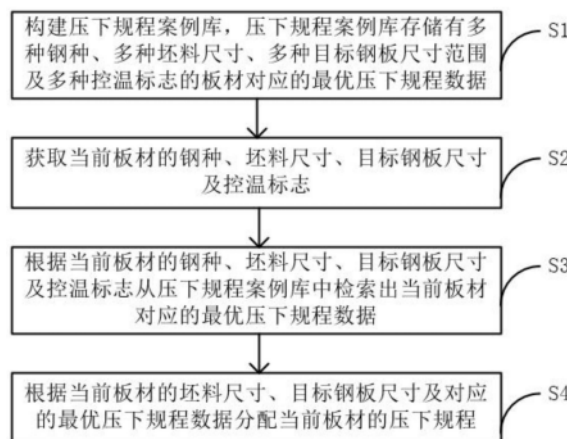 构建压下规程案例库，压下规程案例库存储有多
种钢种、多种坯料尺寸、多种目标钢板尺寸范围
及多种控温标志的板材对应的最优压下规程数据
S1
获取当前板材的钢种、坯料尺寸、目标钢板尺寸
及控温标志
S2
根据当前板材的钢种、坯料尺寸、目标钢板尺寸
及控温标志从压下规程案例库中检索出当前板材
对应的最优压下规程数据
S3
根据当前板材的坯料尺寸、目标钢板尺寸及对应
的最优压下规程数据分配当前板材的压下规程
S4